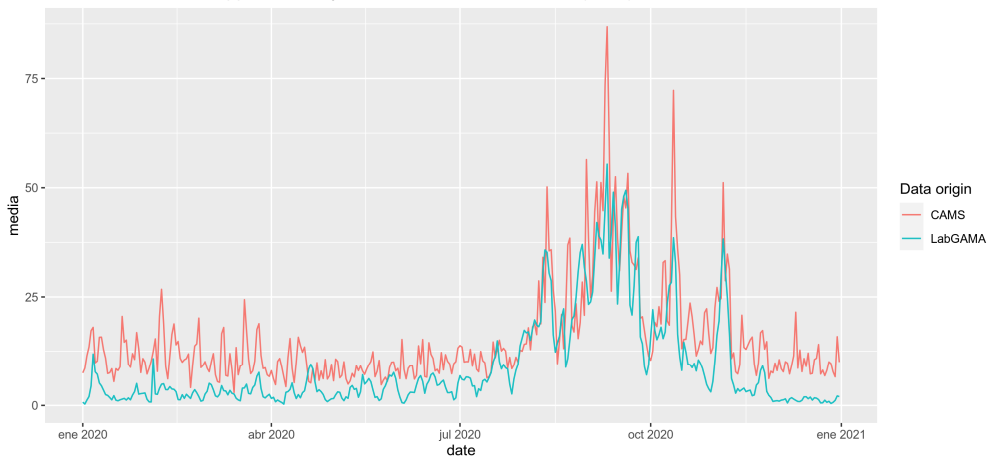 75
50
25
0
media
ene 2020
abr 2020
jul 2020
oct 2020
ene 2021
date
Data origin
CAMS
LabGAMA